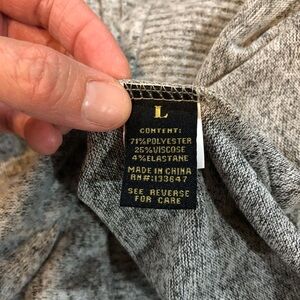 L
CONTENT:
71%POLYESTER
25%VISCOSE
4%ELASTANE
MADE IN CHINA
RN#:133647
SEE REVERSE
FOR CARE